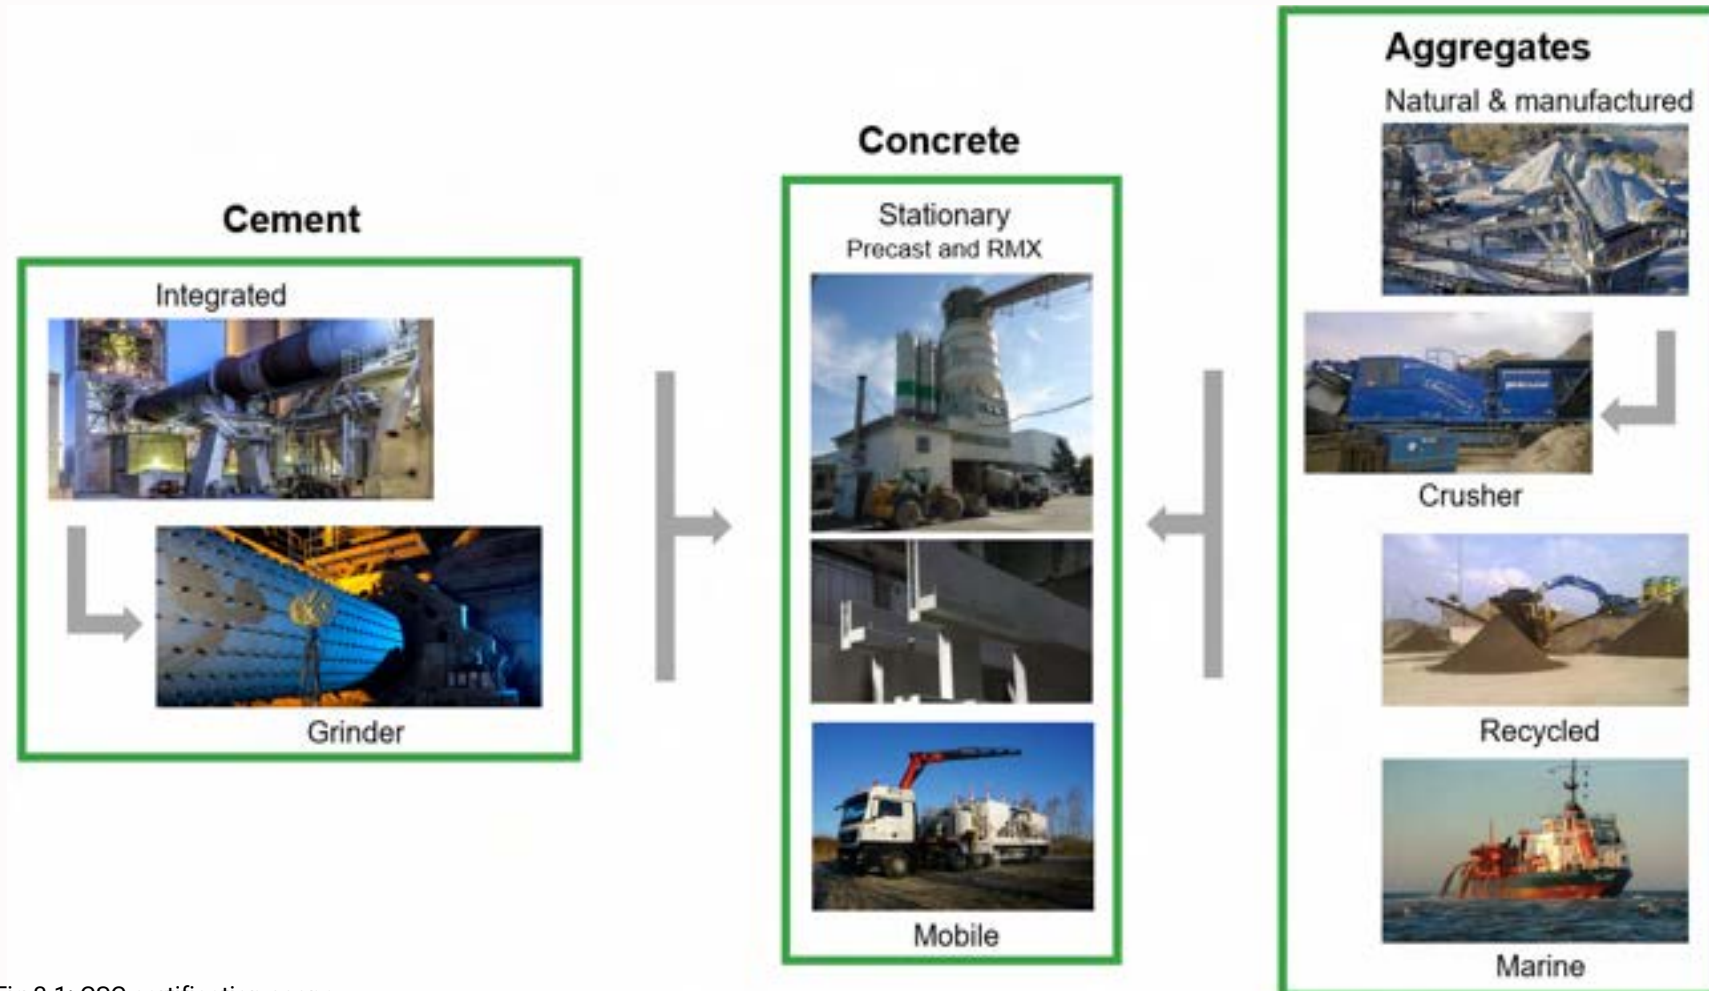 Cement
Integrated
Grinder
Concrete
Stationary
Precast and RMX
Mobile
Aggregates
Natural & manufactured
Crusher
Recycled
Marine